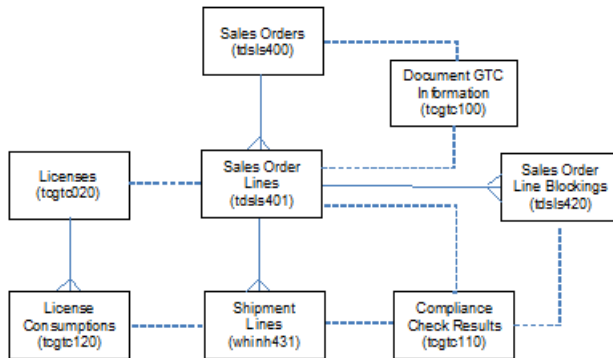 Sales Orders
(tdsls400)
Document GTC
Information
(tcgtc100)
Licenses
(tcgtc020)
Sales Order
Lines
(tdsls401)
Sales Order
Line Blockings
(tdsls420)
License
Consumptions
(tcgtc120)
Shipment
Lines
(whinh431)
Compliance
Check Results
(tcgtc110)